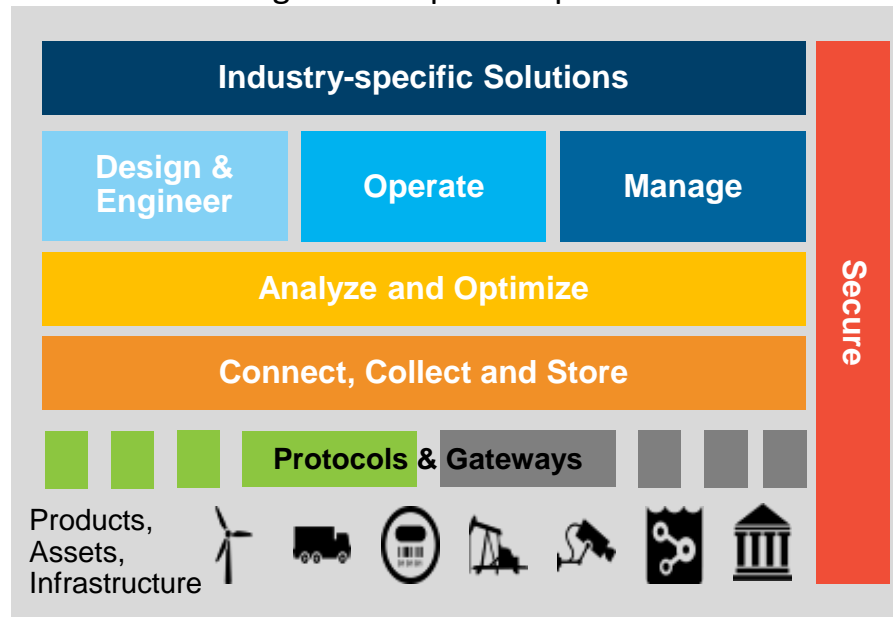 Industry-specific Solutions
Design &
Engineer
Operate
Manage
Analyze and Optimize
Connect, Collect and Store
Protocols & Gateways
Products,
Assets,
Infrastructure
Secure